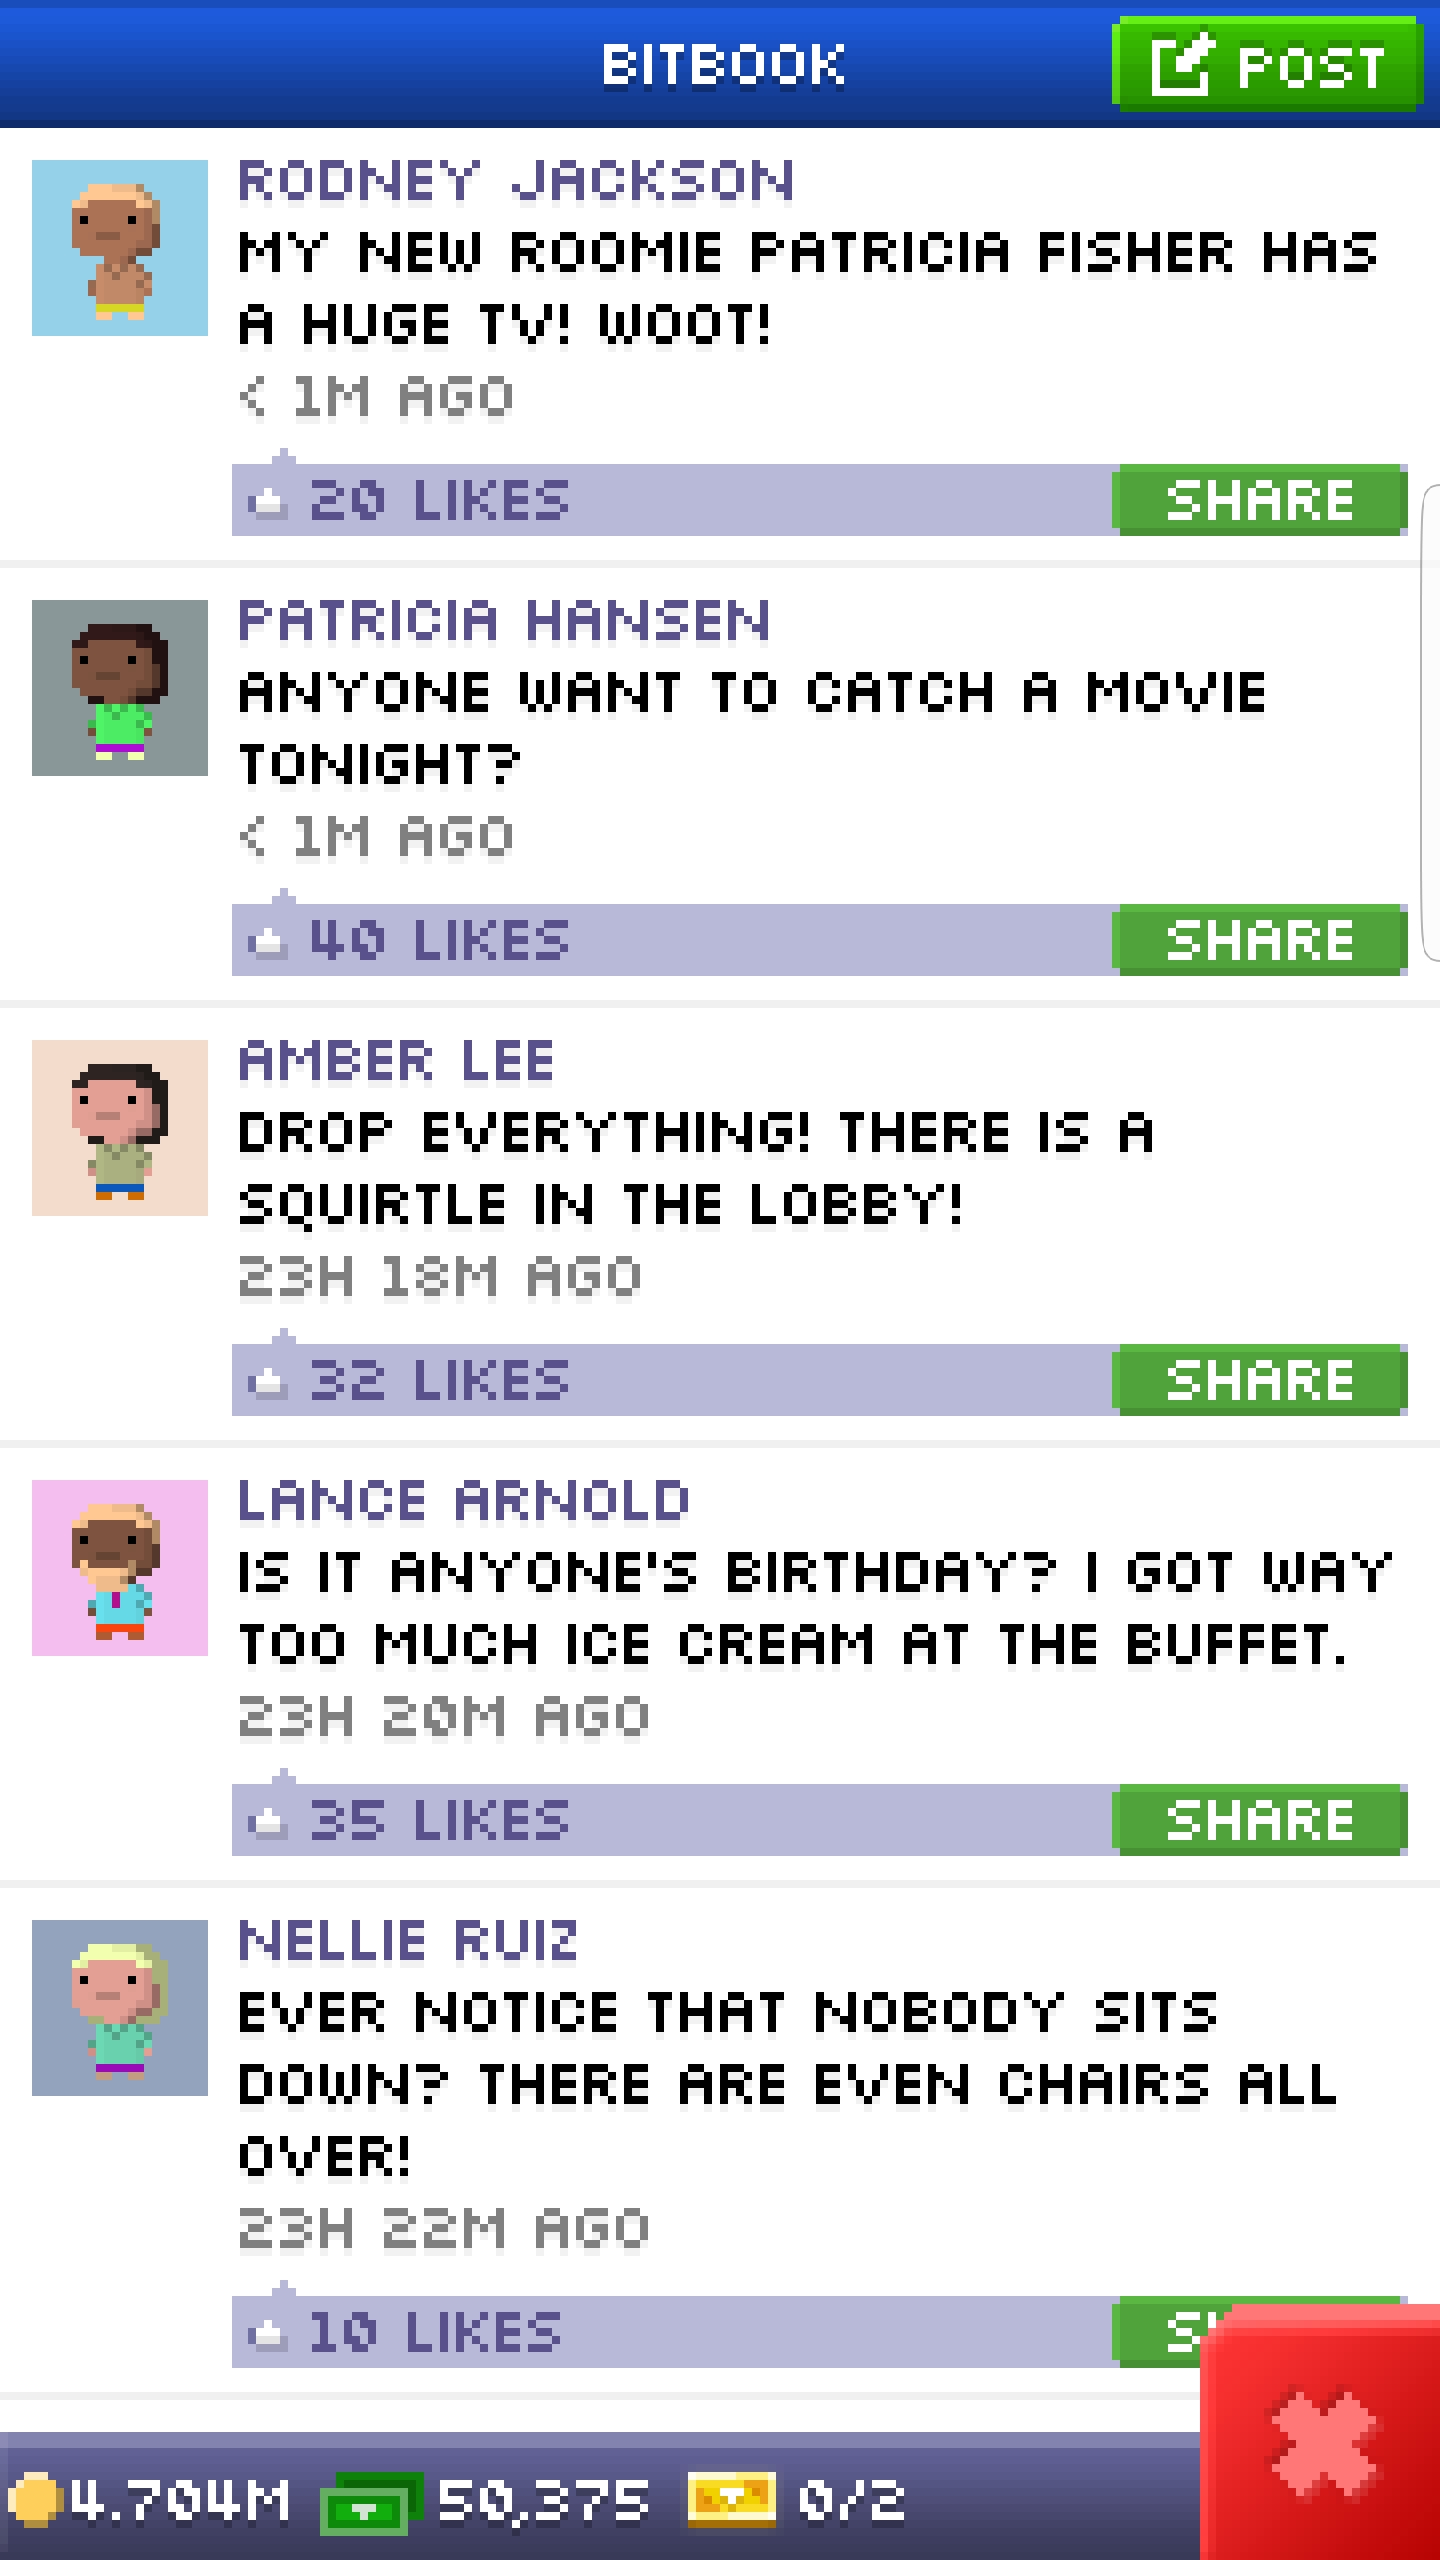 BITBOOK
POST
RODNEY JACKSON
MY NEW ROOMIE PATRICIA FISHER HAS
A HUGE TV! WOOT!
< 1M AGO
20 LIKES
SHARE
PATRICIA HANSEN
ANYONE WANT TO CATCH A MOVIE
TONIGHT?
< 1M AGO
40 LIKES
SHARE
AMBER LEE
DROP EVERYTHING! THERE IS A
SQUIRTLE IN THE LOBBY!
23H 18M AGO
32 LIKES
SHARE
LANCE ARNOLD
IS IT ANYONE'S BIRTHDAY? I GOT WAY
TOO MUCH ICE CREAM AT THE BUFFET.
23H 20M AGO
35 LIKES
SHARE
NELLIE RUIZ
EVER NOTICE THAT NOBODY SITS
DOWN? THERE ARE EVEN CHAIRS ALL
OVER!
23H 22M AGO
10 LIKES
4.704M
50,375
0/2